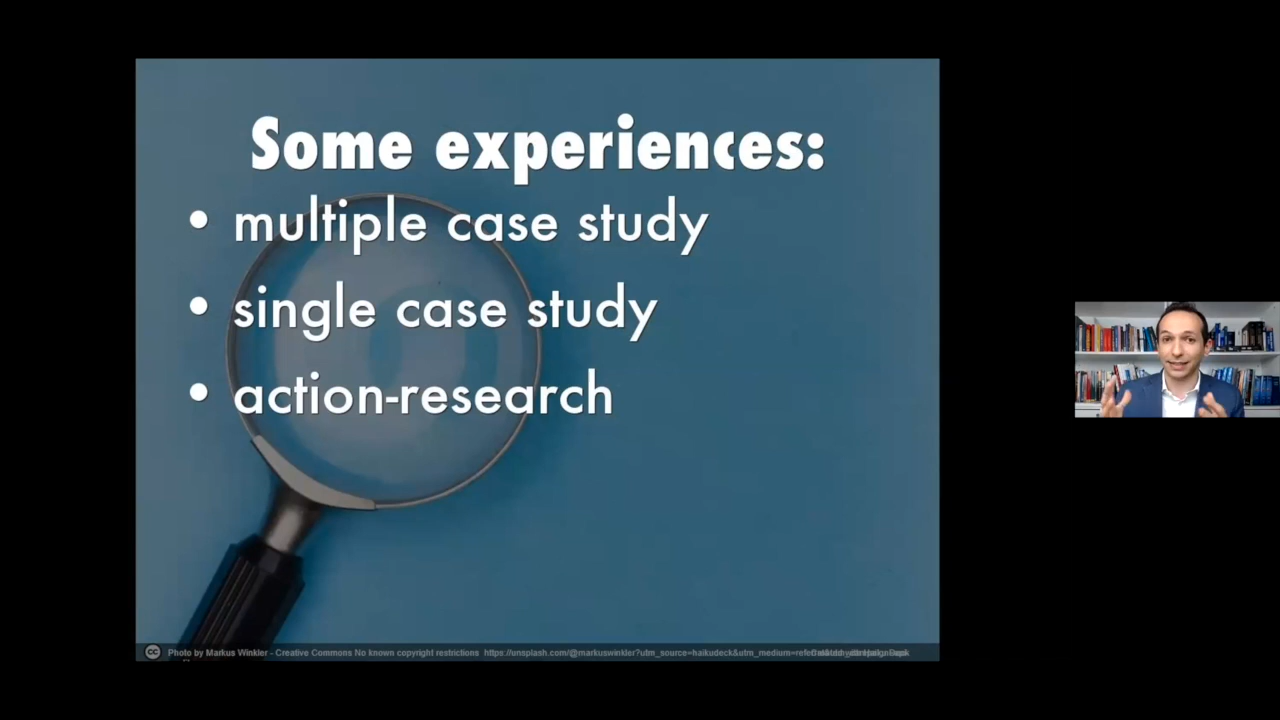 Some experiences:
• multiple case study
• single case study
• action-research
Photo by Markus Winkler - Creative Commons No known copyright restrictions https://unsplash.com/@markuswinkler?utm_source=haikudeck&utm_medium=